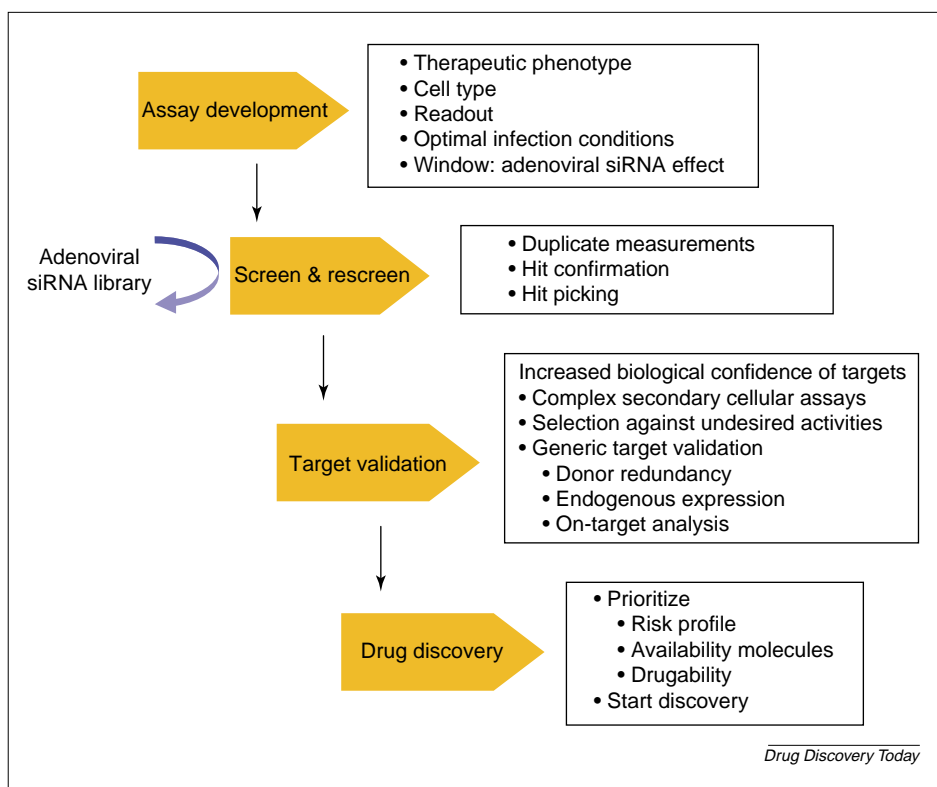 Assay development
• Therapeutic phenotype
• Cell type
• Readout
• Optimal infection conditions
• Window: adenoviral siRNA effect
Adenoviral
siRNA library
Screen & rescreen
• Duplicate measurements
• Hit confirmation
• Hit picking
Target validation
Increased biological confidence of targets
• Complex secondary cellular assays
• Selection against undesired activities
• Generic target validation
• Donor redundancy
• Endogenous expression
• On-target analysis
Drug discovery
• Prioritize
• Risk profile
• Availability molecules
• Drugability
• Start discovery
Drug Discovery Today